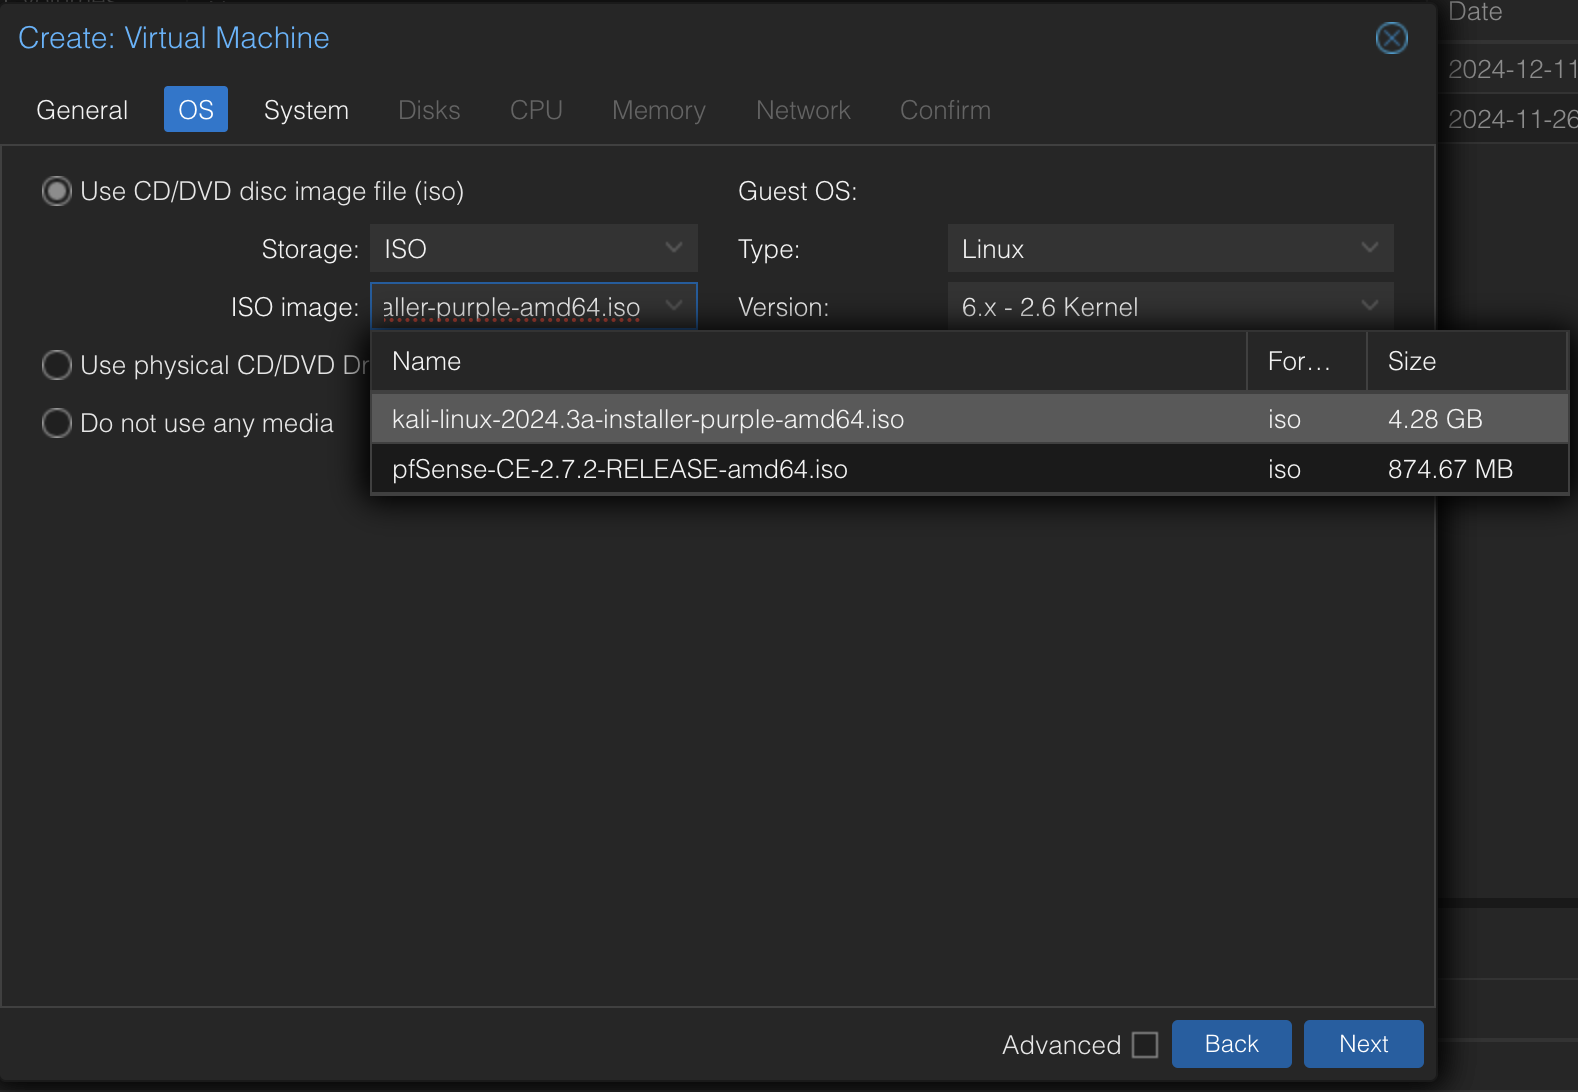 Create: Virtual Machine
Date
General OS System Disks CPU Memory Network Confirm
2024-12-11
2024-11-26
Use CD/DVD disc image file (iso)
Guest OS:
Storage: ISO
Type: Linux
ISO image: aller-purple-amd64.iso
Version: 6.x - 2.6 Kernel
Use physical CD/DVD Dr
Do not use any media
Name For... Size
kali-linux-2024.3a-installer-purple-amd64.iso iso 4.28 GB
pfSense-CE-2.7.2-RELEASE-amd64.iso iso 874.67 MB
Advanced Back Next